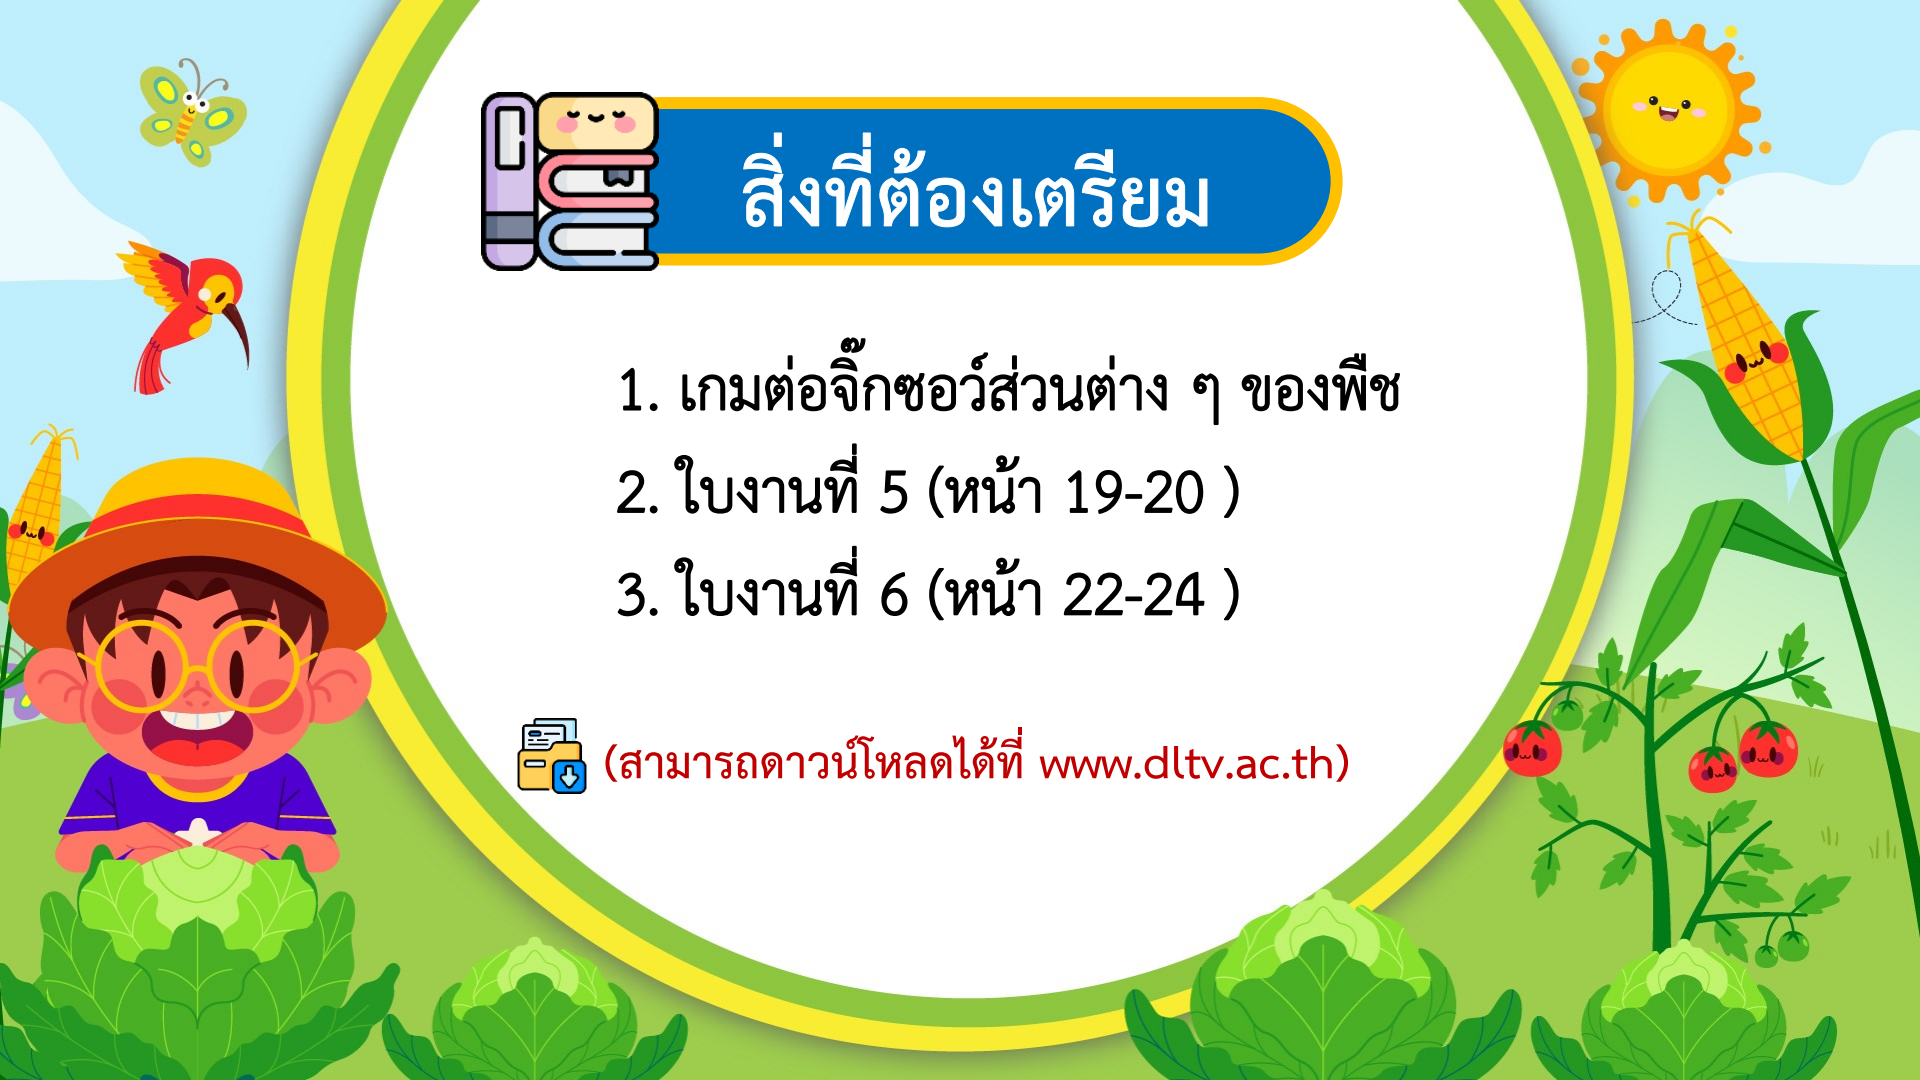 สิ่งที่ต้องเตรียม
1. เกมต่อจิ๊กซอว์ส่วนต่าง ๆ ของพืช
2. ใบงานที่ 5 (หน้า 19-20 )
3. ใบงานที่ 6 (หน้า 22-24 )
(สามารถดาวน์โหลดได้ที่ www.dltv.ac.th)